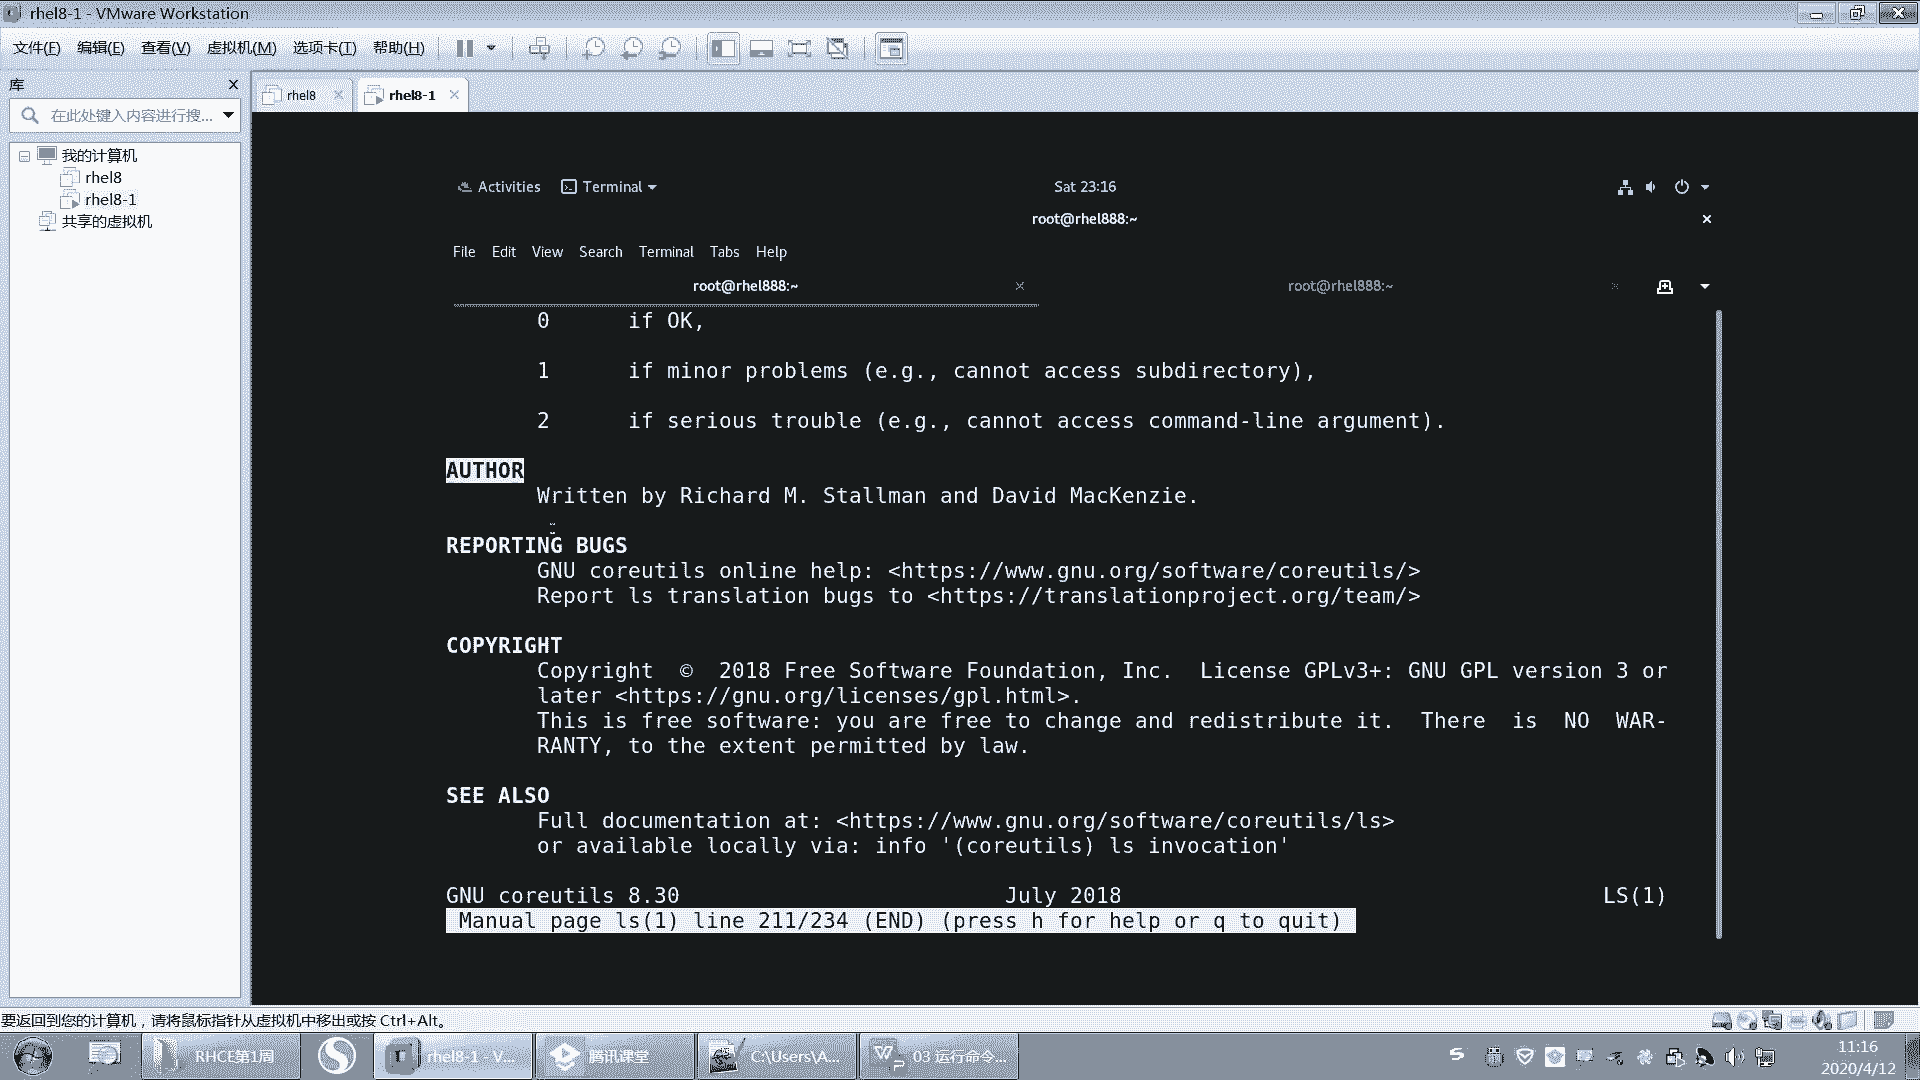 rhel8-1 - VMware Workstation
文件(F) 编辑(E) 查看(V) 虚拟机(M) 选项卡(T) 帮助(H)
库
在此处键入内容进行搜...
我的计算机
rhel8
rhel8-1
共享的虚拟机
rhel8
rhel8-1
Activities Terminal Sat 23:16
root@rhel888:~
File Edit View Search Terminal Tabs Help
root@rhel888:~ root@rhel888:~
0 if OK,
1 if minor problems (e.g., cannot access subdirectory),
2 if serious trouble (e.g., cannot access command-line argument).
AUTHOR
Written by Richard M. Stallman and David MacKenzie.
REPORTING BUGS
GNU coreutils online help: <https://www.gnu.org/software/coreutils/>
Report ls translation bugs to <https://translationproject.org/team/>
COPYRIGHT
Copyright © 2018 Free Software Foundation, Inc. License GPLv3+: GNU GPL version 3 or
later <https://gnu.org/licenses/gpl.html>.
This is free software: you are free to change and redistribute it. There is NO WAR-
RANTY, to the extent permitted by law.
SEE ALSO
Full documentation at: <https://www.gnu.org/software/coreutils/ls>
or available locally via: info '(coreutils) ls invocation'
GNU coreutils 8.30 July 2018 LS(1)
Manual page ls(1) line 211/234 (END) (press h for help or q to quit)
要返回到您的计算机，请将鼠标指针从虚拟机中移出或按 Ctrl+Alt。
RHCE第1周 rhel8-1 - V... 腾讯课堂 C:\Users\A... 03 运行命令... 11:16
2020/4/12